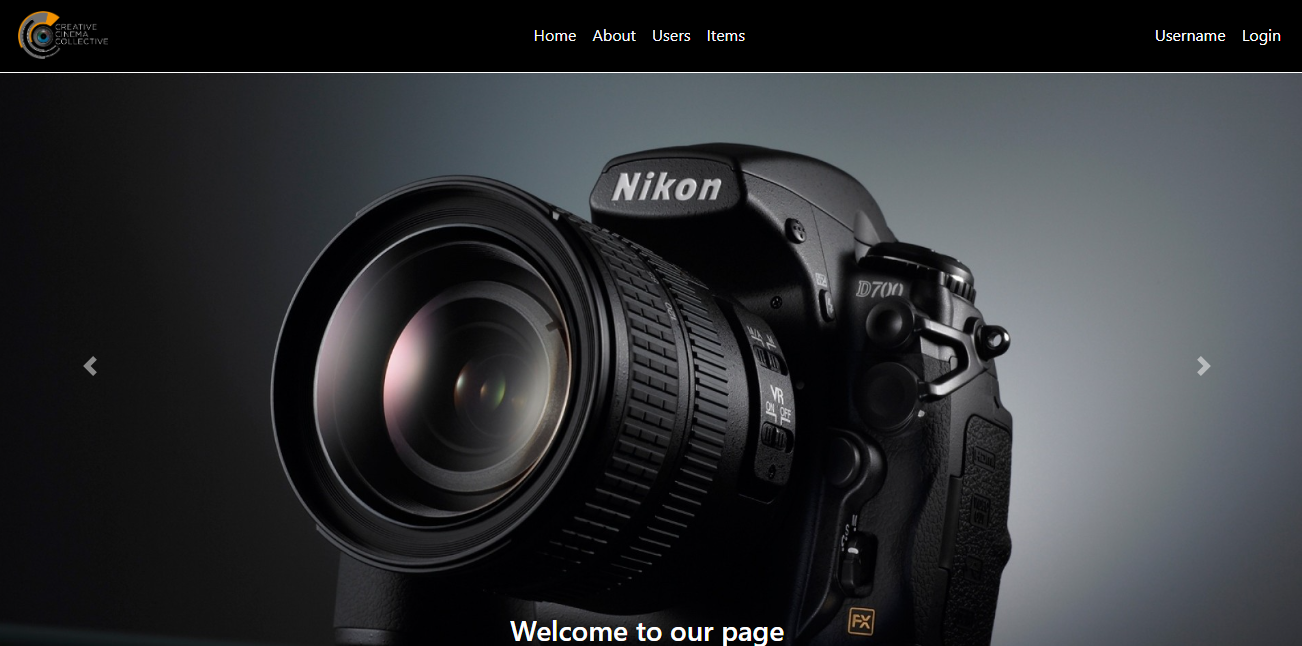 CREATIVE
CINEMA
COLLECTIVE
Home About Users Items
Username Login
Nikon
D700
M/A M
VR
ON OFF
FX
Welcome to our page